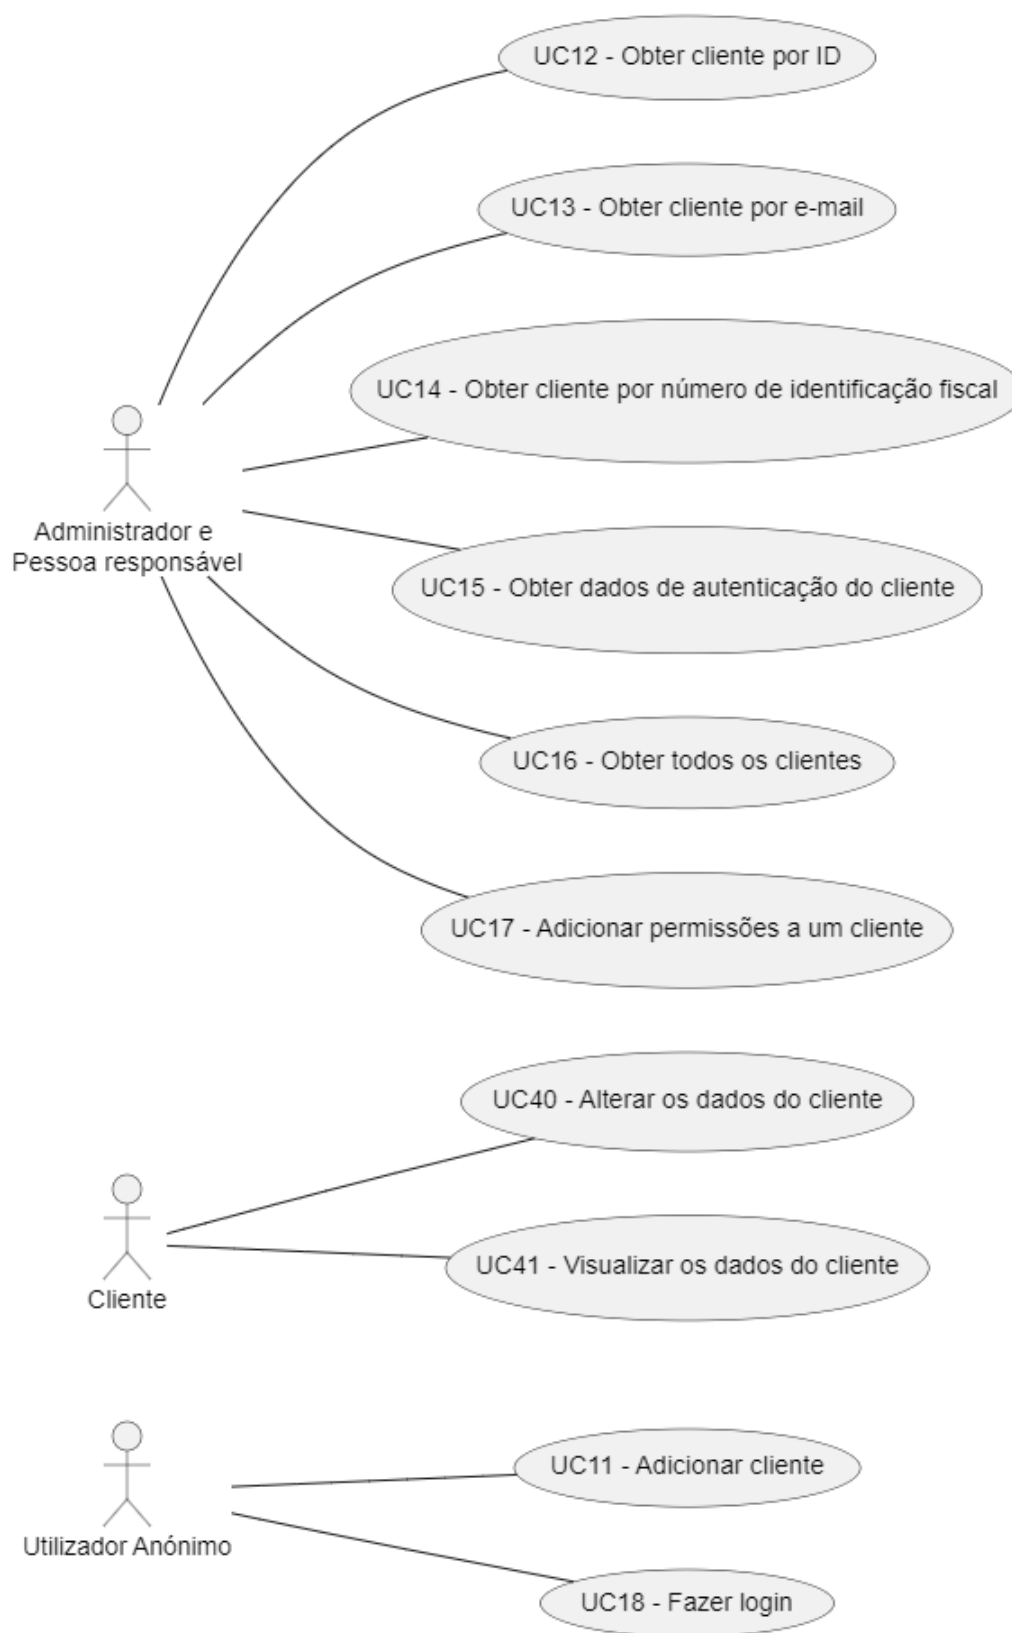 UC12 - Obter cliente por ID
UC13 - Obter cliente por e-mail
UC14 - Obter cliente por número de identificação fiscal
Administrador e
Pessoa responsável
UC15 - Obter dados de autenticação do cliente
UC16 - Obter todos os clientes
UC17 - Adicionar permissões a um cliente
UC40 - Alterar os dados do cliente
UC41 - Visualizar os dados do cliente
Cliente
UC11 - Adicionar cliente
Utilizador Anónimo
UC18 - Fazer login